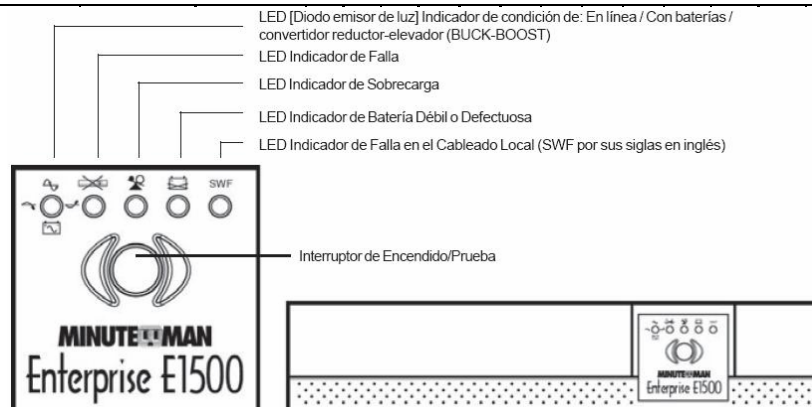 LED [Diodo emisor de luz] Indicador de condición de: En línea / Con baterías /
convertidor reductor-elevador (BUCK-BOOST)
LED Indicador de Falla
LED Indicador de Sobrecarga
LED Indicador de Batería Débil o Defectuosa
LED Indicador de Falla en el Cableado Local (SWF por sus siglas en inglés)
SWF
Interruptor de Encendido/Prueba
MINUTEMAN
Enterprise E1500
MINUTEMAN
Enterprise E1500